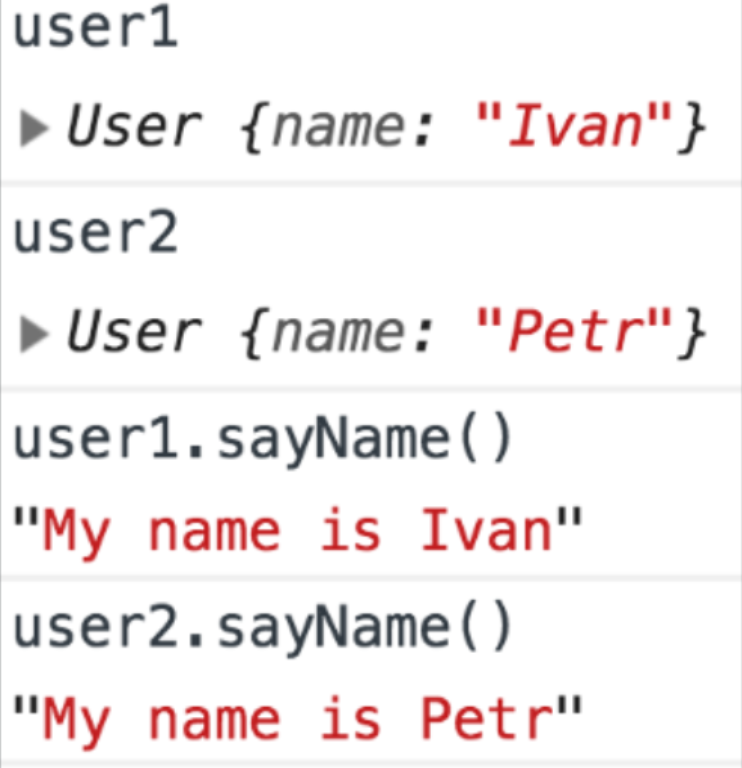 user1
User {name: "Ivan"}
user2
User {name: "Petr"}
user1.sayName()
"My name is Ivan"
user2.sayName()
"My name is Petr"